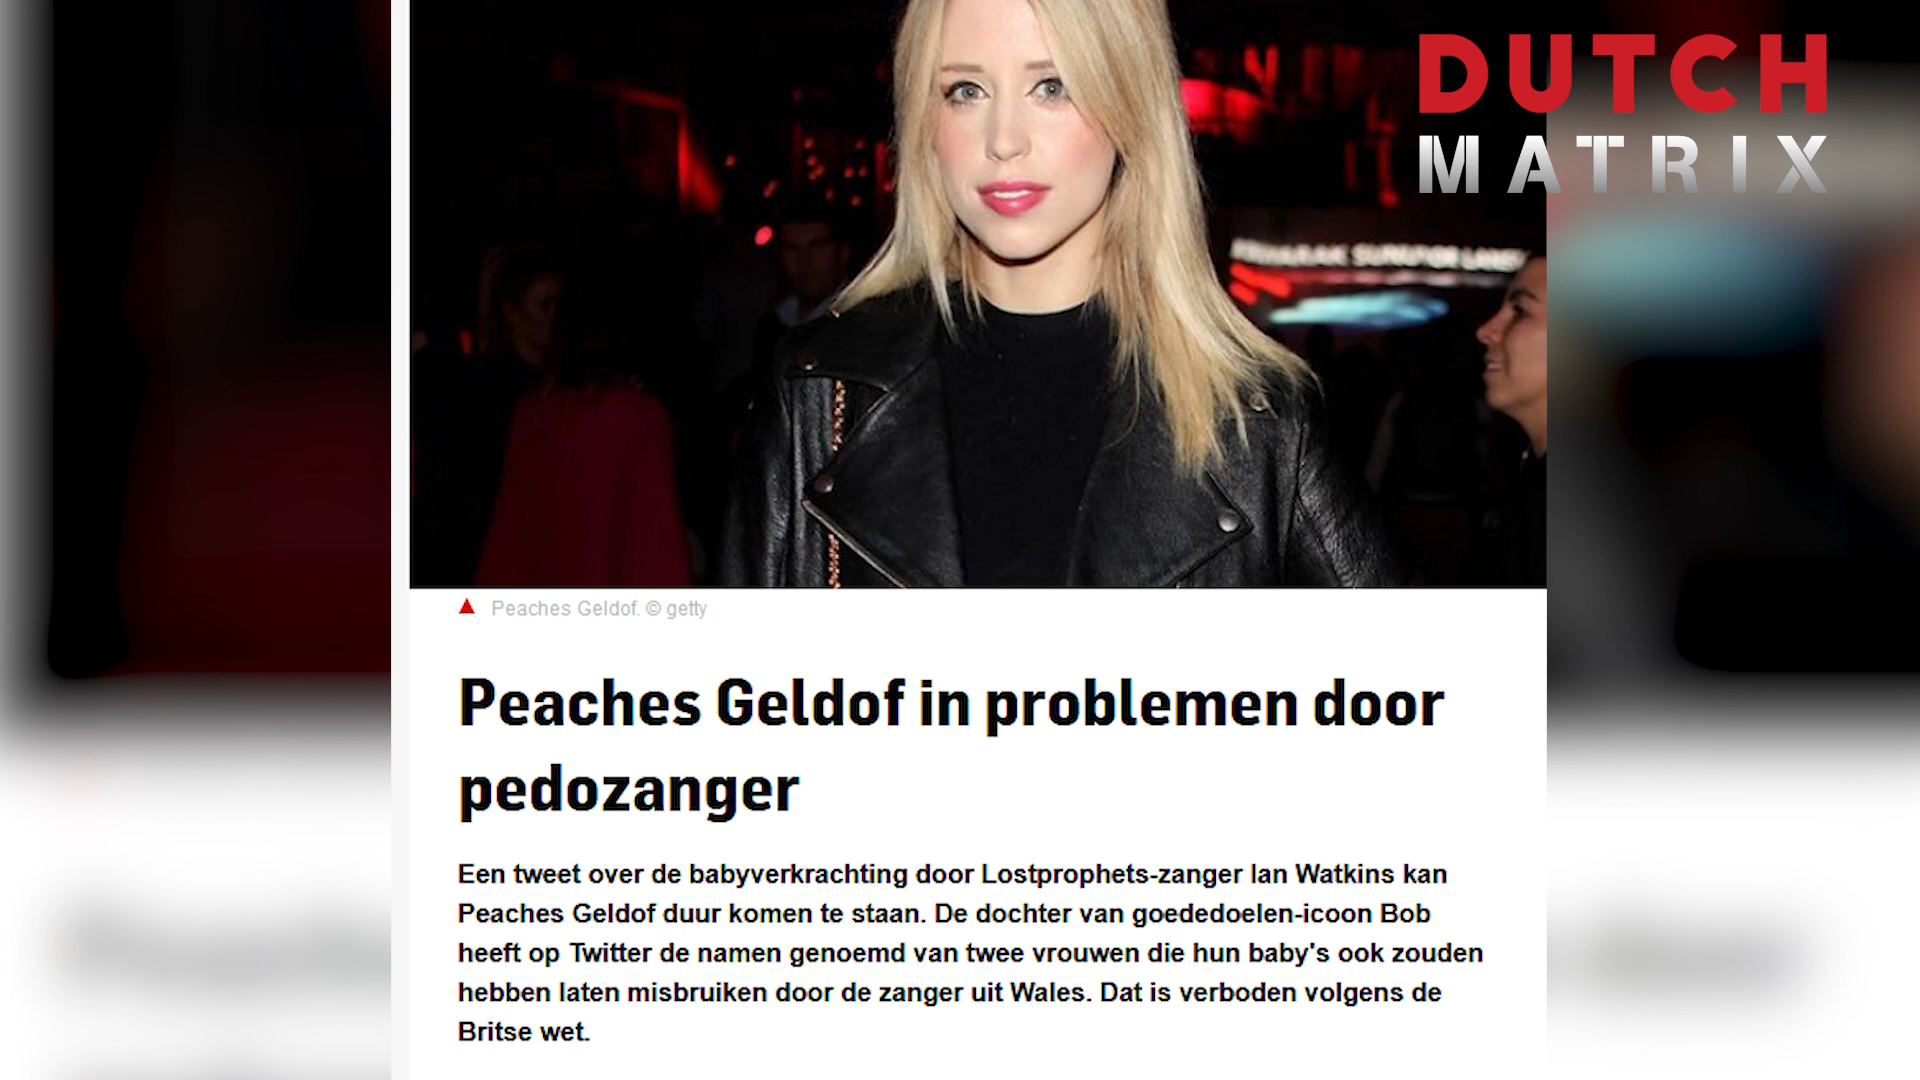 DUTCH
MATRIX
Peaches Geldof. © getty
Peaches Geldof in problemen door
pedozanger
Een tweet over de babyverkrachting door Lostprophets-zanger Ian Watkins kan
Peaches Geldof duur komen te staan. De dochter van goededoelen-icoon Bob
heeft op Twitter de namen genoemd van twee vrouwen die hun baby's ook zouden
hebben laten misbruiken door de zanger uit Wales. Dat is verboden volgens de
Britse wet.